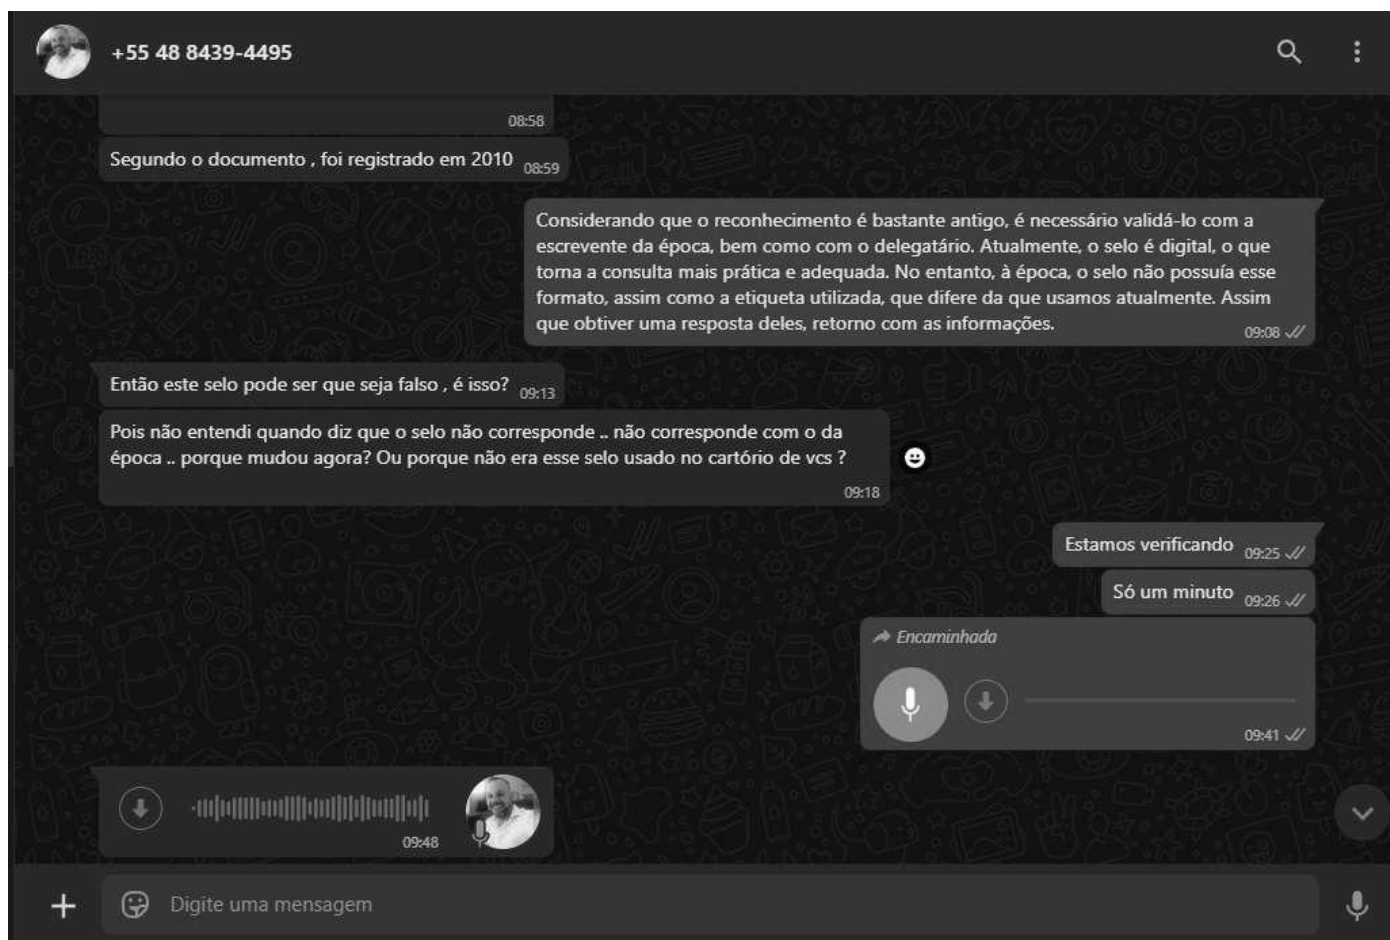 +55 48 8439-4495
08:58
Segundo o documento , foi registrado em 2010 08:59
Considerando que o reconhecimento é bastante antigo, é necessário validá-lo com a
escrevente da época, bem como com o delegatário. Atualmente, o selo é digital, o que
torna a consulta mais prática e adequada. No entanto, à época, o selo não possuía esse
formato, assim como a etiqueta utilizada, que difere da que usamos atualmente. Assim
que obtiver uma resposta deles, retorno com as informações. 09:08
Então este selo pode ser que seja falso , é isso? 09:13
Pois não entendi quando diz que o selo não corresponde .. não corresponde com o da
época .. porque mudou agora? Ou porque não era esse selo usado no cartório de vcs ?
09:18
Estamos verificando 09:25
Só um minuto 09:26
Encaminhada
09:41
09:48
Digite uma mensagem